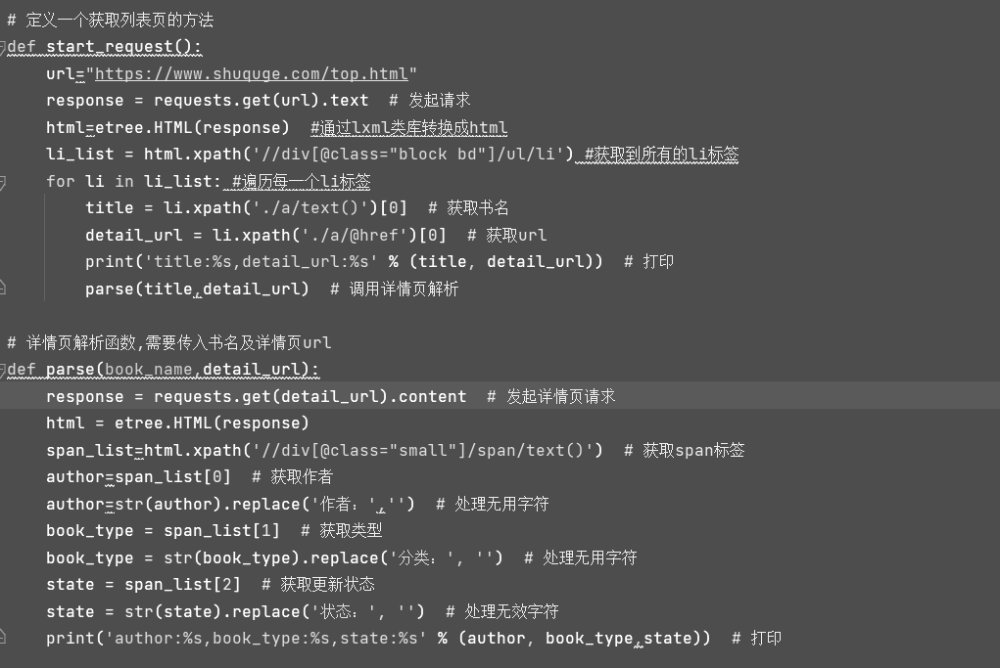 # 定义一个获取列表页的方法
def start_request():
    url="https://www.shuquge.com/top.html"
    response = requests.get(url).text  # 发起请求
    html=etree.HTML(response)  #通过lxml类库转换成html
    li_list = html.xpath('//div[@class="block bd"]/ul/li') #获取到所有的li标签
    for li in li_list: #遍历每一个li标签
        title = li.xpath('./a/text()')[0]  # 获取书名
        detail_url = li.xpath('./a/@href')[0]  # 获取url
        print('title:%s,detail_url:%s' % (title, detail_url))  # 打印
        parse(title,detail_url)  # 调用详情页解析
# 详情页解析函数,需要传入书名及详情页url
def parse(book_name,detail_url):
    response = requests.get(detail_url).content  # 发起详情页请求
    html = etree.HTML(response)
    span_list=html.xpath('//div[@class="small"]/span/text()')  # 获取span标签
    author=span_list[0]  # 获取作者
    author=str(author).replace('作者：','')  # 处理无用字符
    book_type = span_list[1]  # 获取类型
    book_type = str(book_type).replace('分类：', '')  # 处理无用字符
    state = span_list[2]  # 获取更新状态
    state = str(state).replace('状态：', '')  # 处理无效字符
    print('author:%s,book_type:%s,state:%s' % (author, book_type,state))  # 打印